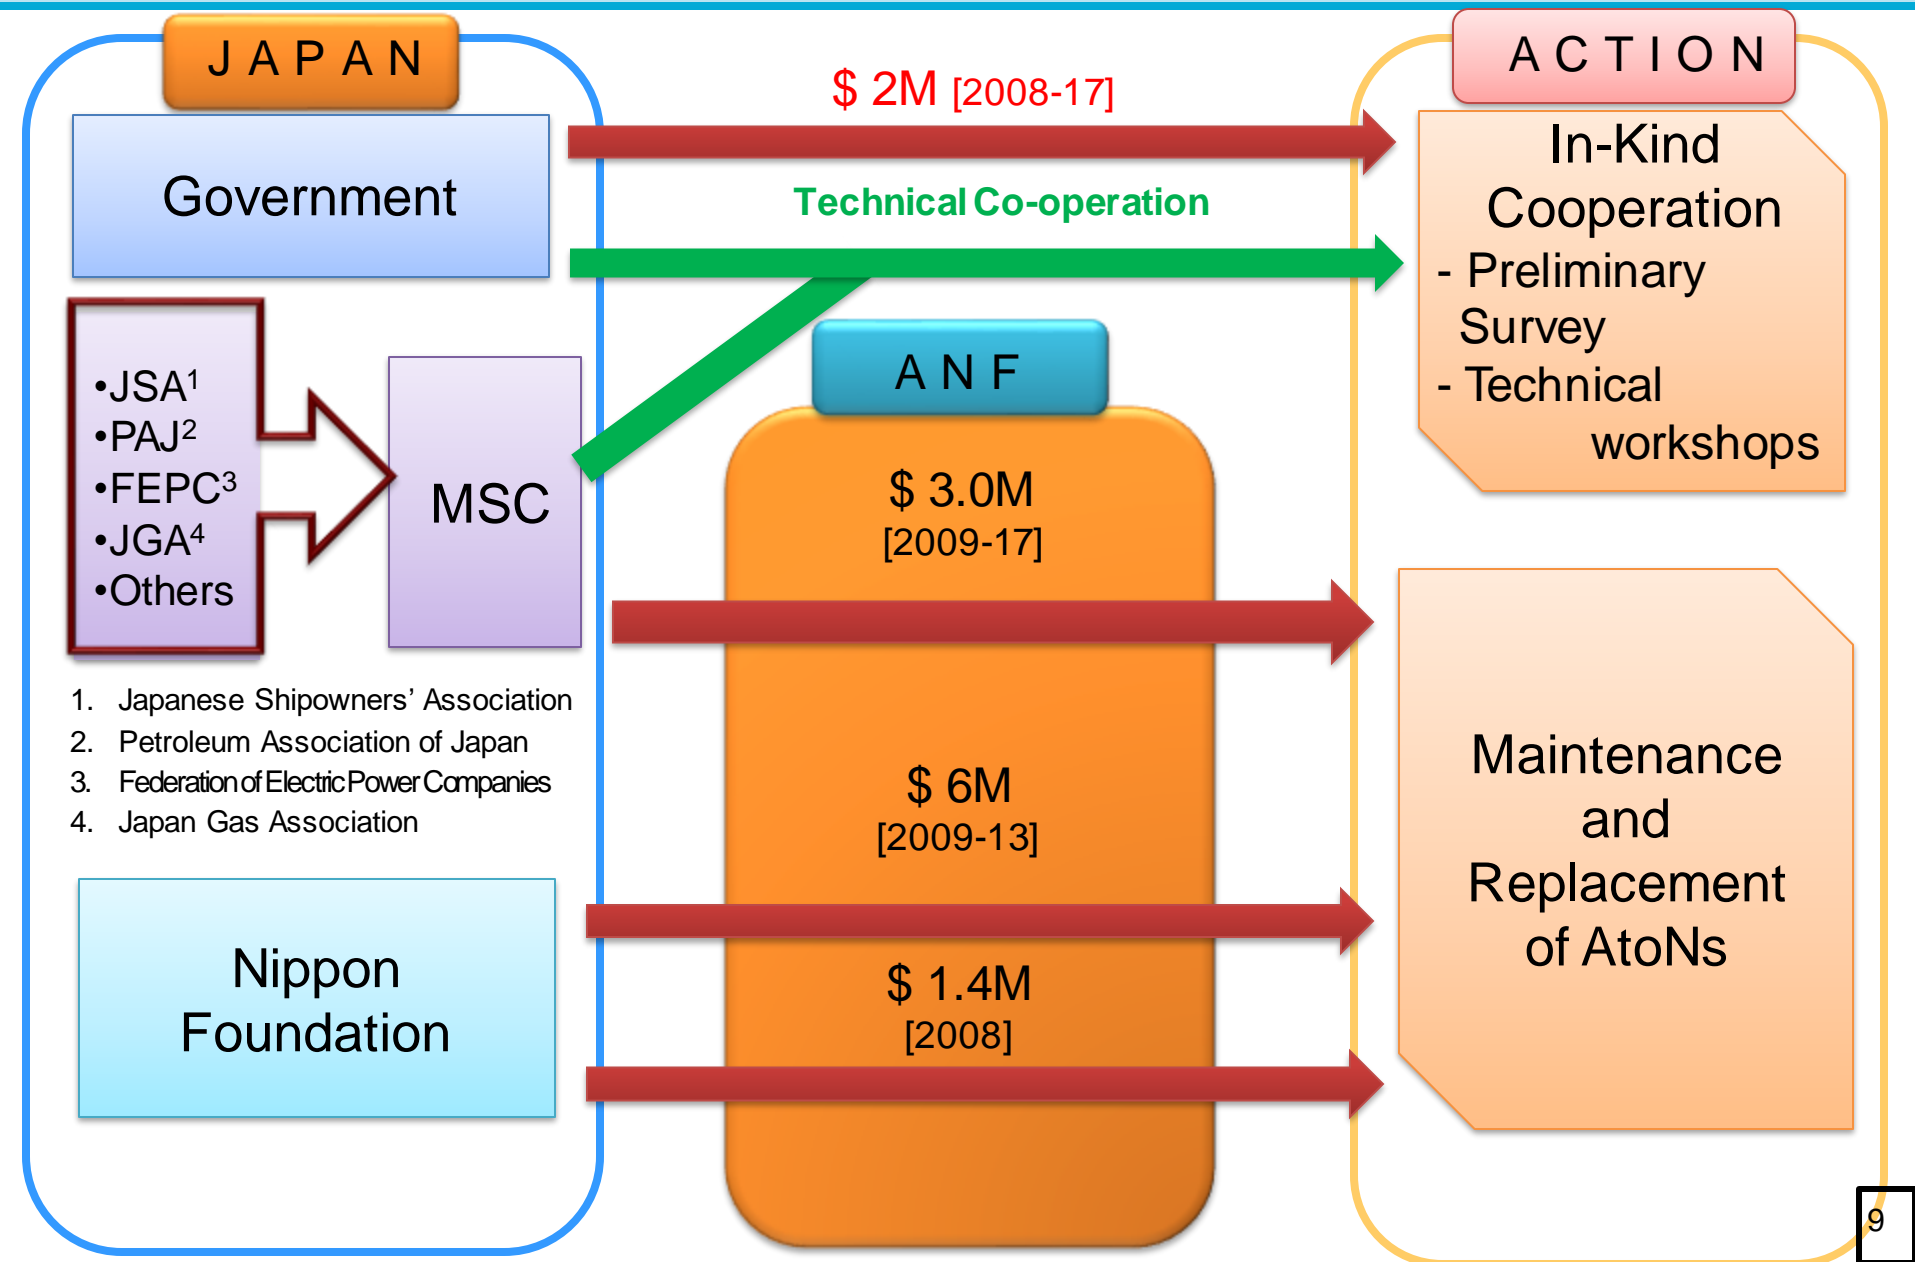 J A P A N
Government
•JSA¹
•PAJ²
•FEPC³
•JGA⁴
•Others
MSC
1. Japanese Shipowners’ Association
2. Petroleum Association of Japan
3. Federation of Electric Power Companies
4. Japan Gas Association
Nippon
Foundation
$ 2M [2008-17]
Technical Co-operation
A N F
$ 3.0M
[2009-17]
$ 6M
[2009-13]
$ 1.4M
[2008]
A C T I O N
In-Kind
Cooperation
- Preliminary
Survey
- Technical
workshops
Maintenance
and
Replacement
of AtoNs
9